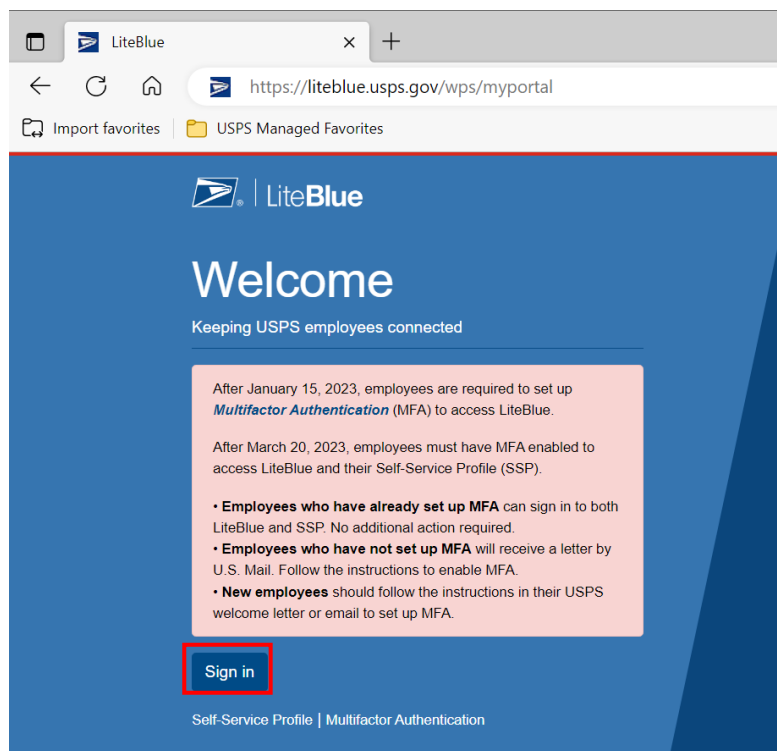 LiteBlue
https://liteblue.usps.gov/wps/myportal
Import favorites
USPS Managed Favorites
LiteBlue
Welcome
Keeping USPS employees connected
After January 15, 2023, employees are required to set up
Multifactor Authentication (MFA) to access LiteBlue.
After March 20, 2023, employees must have MFA enabled to
access LiteBlue and their Self-Service Profile (SSP).
• Employees who have already set up MFA can sign in to both
LiteBlue and SSP. No additional action required.
• Employees who have not set up MFA will receive a letter by
U.S. Mail. Follow the instructions to enable MFA.
• New employees should follow the instructions in their USPS
welcome letter or email to set up MFA.
Sign in
Self-Service Profile | Multifactor Authentication